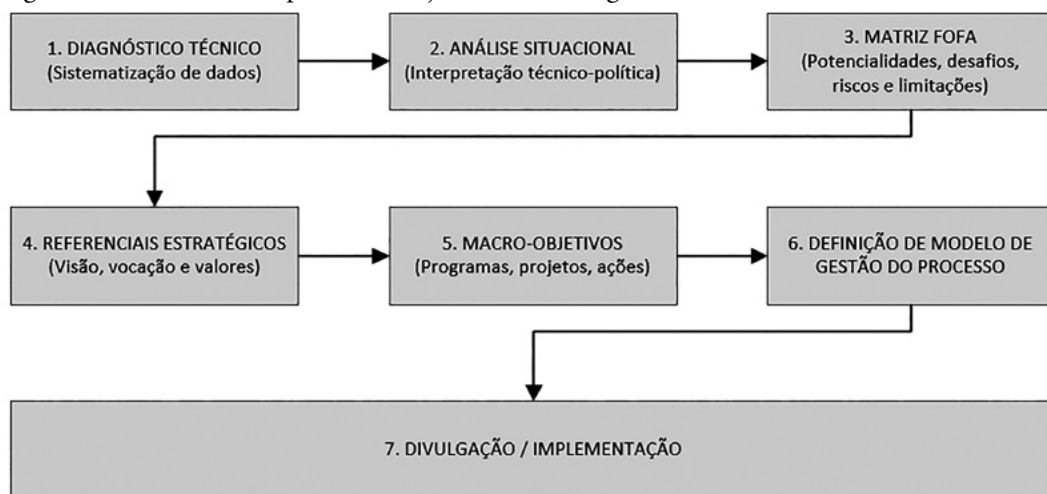 1. DIAGNÓSTICO TÉCNICO
(Sistematização de dados)
2. ANÁLISE SITUACIONAL
(Interpretação técnico-política)
3. MATRIZ FOFA
(Potencialidades, desafios,
riscos e limitações)
4. REFERENCIAIS ESTRATÉGICOS
(Visão, vocação e valores)
5. MACRO-OBJETIVOS
(Programas, projetos, ações)
6. DEFINIÇÃO DE MODELO DE
GESTÃO DO PROCESSO
7. DIVULGAÇÃO / IMPLEMENTAÇÃO